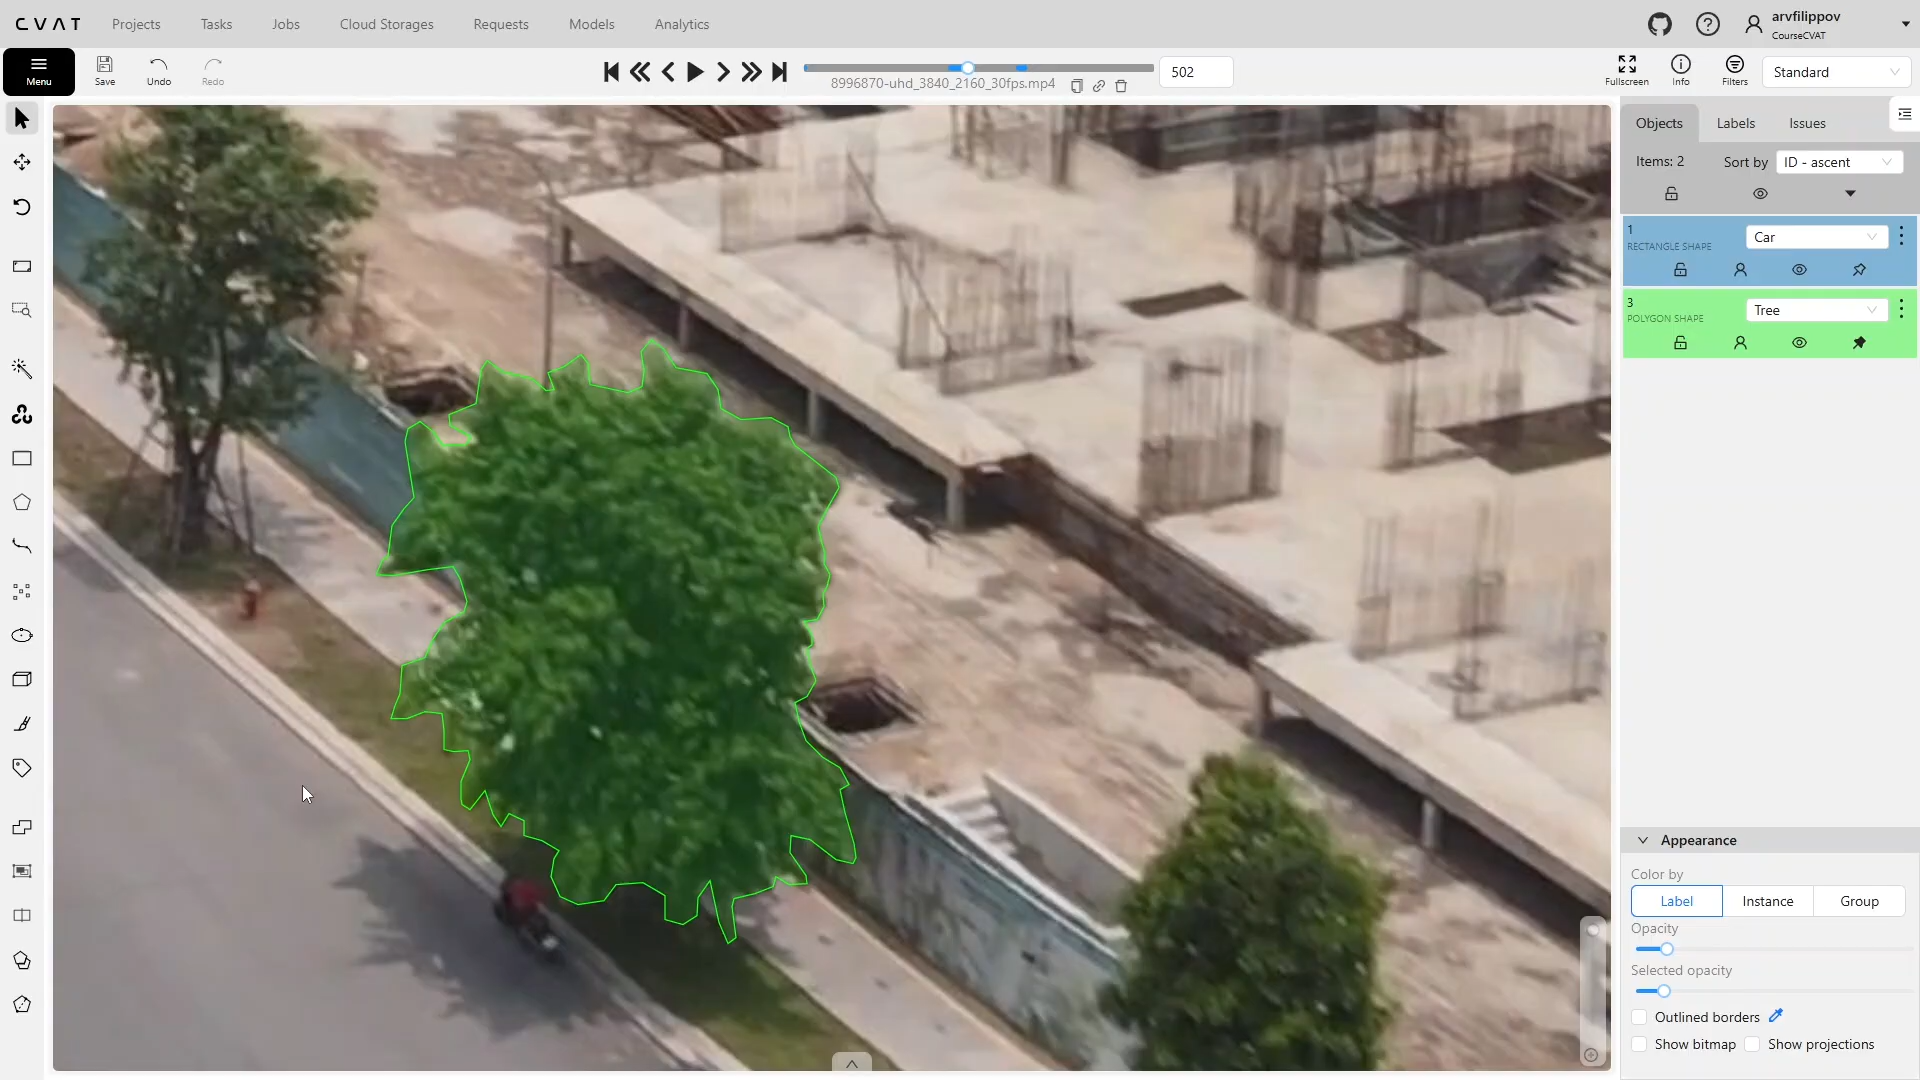 CVAT
Projects
Tasks
Jobs
Cloud Storages
Requests
Models
Analytics
arvfilippov
CourseCVAT
Menu
Save
Undo
Redo
8996870-uhd_3840_2160_30fps.mp4
502
Fullscreen
Info
Filters
Standard
Objects
Labels
Issues
Items: 2
Sort by
ID - ascent
1
RECTANGLE SHAPE
Car
3
POLYGON SHAPE
Tree
Appearance
Color by
Label
Instance
Group
Opacity
Selected opacity
Outlined borders
Show bitmap
Show projections